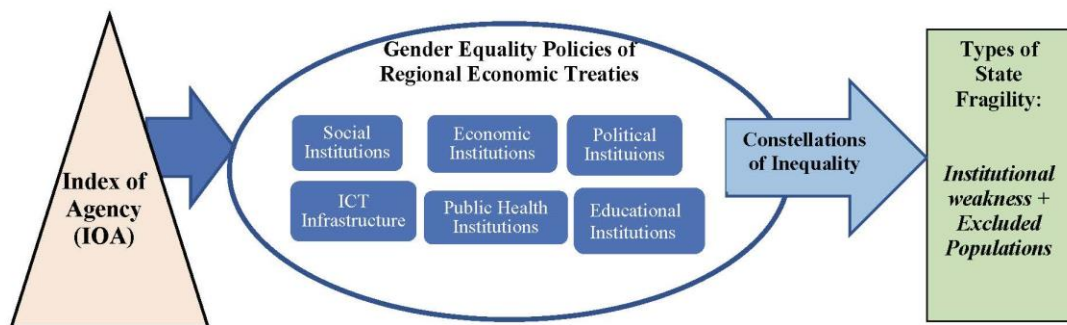 Index of
Agency
(IOA)
Gender Equality Policies of
Regional Economic Treaties
Social
Institutions
Economic
Institutions
Political
Instituiions
ICT
Infrastructure
Public Health
Institutions
Educational
Institutions
Constellations
of Inequality
Types of
State
Fragility:
Institutional
weakness +
Excluded
Populations